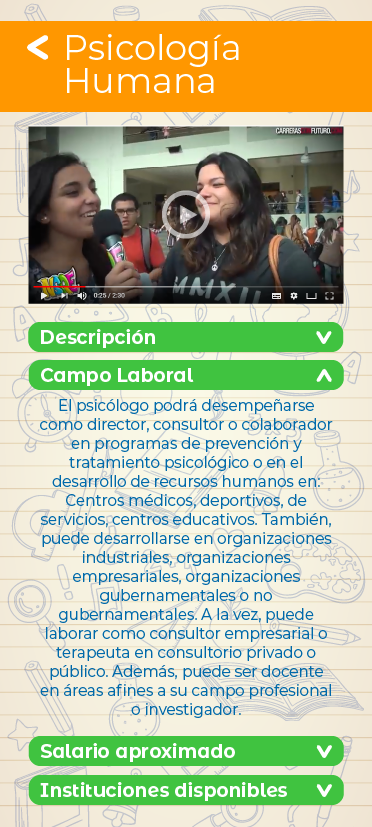 Psicología
Humana
CARRERAS
FUTURO.
0:25 / 2:30
Descripción
Campo Laboral
El psicólogo podrá desempeñarse
como director, consultor o colaborador
en programas de prevención y
tratamiento psicológico o en el
desarrollo de recursos humanos en:
Centros médicos, deportivos, de
servicios, centros educativos. También,
puede desarrollarse en organizaciones
industriales, organizaciones
empresariales, organizaciones
gubernamentales o no
gubernamentales. A la vez, puede
laborar como consultor empresarial o
terapeuta en consultorio privado o
público. Además, puede ser docente
en áreas afines a su campo profesional
o investigador.
Salario aproximado
Instituciones disponibles